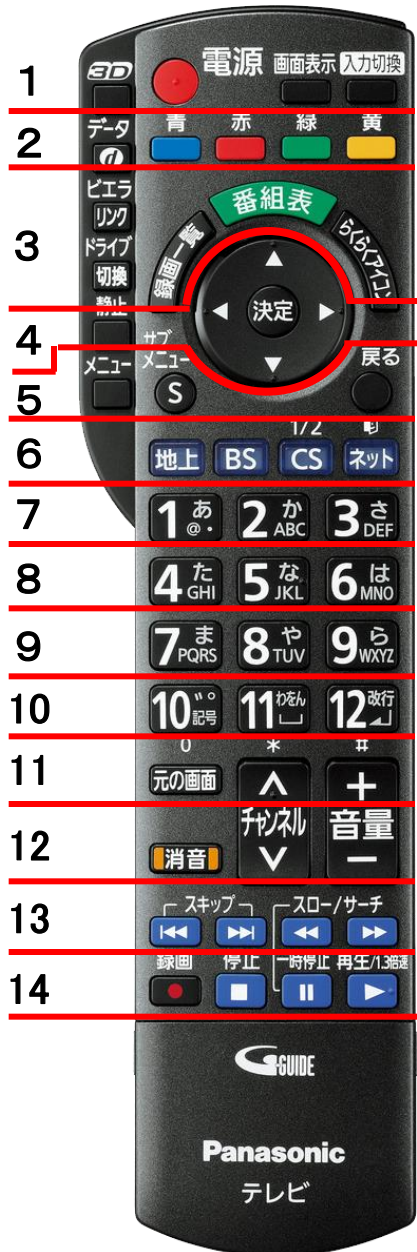 1
3D
電源 画面表示 入力切換
2
データ
d
青 赤 緑 黄
3
ビエラ
リンク
ドライブ
切換
番組表
録画一覧
らくらくアイコン
静止
決定
4
メニュー
サブ
メニュー
S
戻る
5
1/2
6
地上 BS CS ネット
7
1 あ @. 2 か ABC 3 さ DEF
8
4 た GHI 5 な JKL 6 は MNO
9
7 ま PQRS 8 や TUV 9 ら WXYZ
10
10 ゛゜ 記号 11 わをん 12 改行
0 * #
11
元の画面
∧ +
チャンネル 音量
12
消音
∨ −
13
スキップ スロー/サーチ
録画 停止 一時停止 再生/1.3倍速
14
G-GUIDE
Panasonic
テレビ